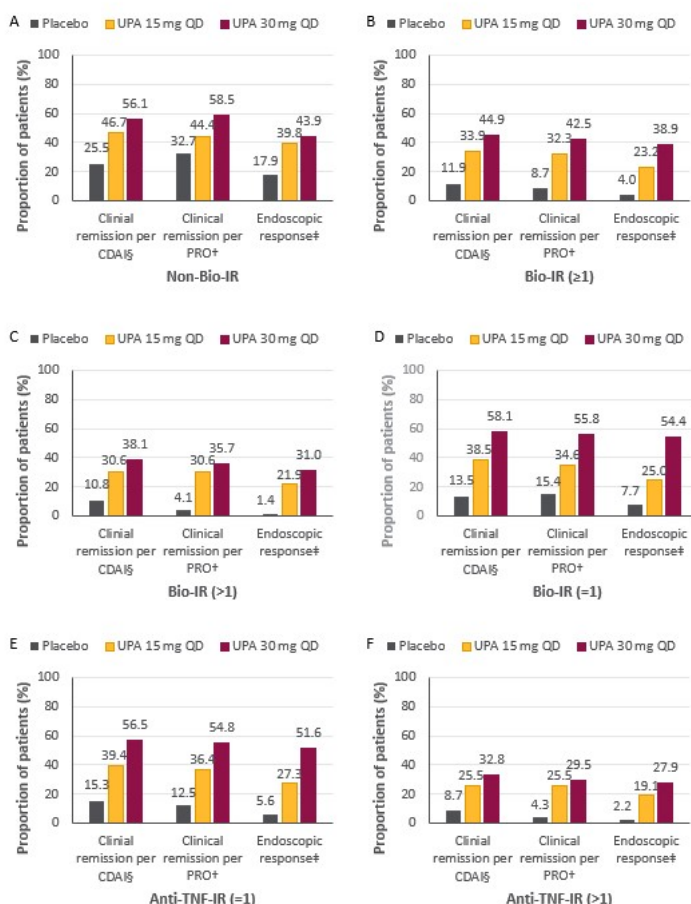 A ■ Placebo ■ UPA 15 mg QD ■ UPA 30 mg QD
Proportion of patients (%)
100
80
60
40
20
0
25.5 46.7 56.1
32.7 44.4 58.5
17.9 39.8 43.9
Clinial remission per CDAI§
Clinical remission per PRO†
Endoscopic response‡
Non-Bio-IR
B ■ Placebo ■ UPA 15 mg QD ■ UPA 30 mg QD
Proportion of patients (%)
100
80
60
40
20
0
11.9 33.9 44.9
8.7 32.3 42.5
4.0 23.2 38.9
Clinial remission per CDAI§
Clinical remission per PRO†
Endoscopic response‡
Bio-IR (≥1)
C ■ Placebo ■ UPA 15 mg QD ■ UPA 30 mg QD
Proportion of patients (%)
100
80
60
40
20
0
10.8 30.6 38.1
4.1 30.6 35.7
1.4 21.9 31.0
Clinial remission per CDAI§
Clinical remission per PRO†
Endoscopic response‡
Bio-IR (>1)
D ■ Placebo ■ UPA 15 mg QD ■ UPA 30 mg QD
Proportion of patients (%)
100
80
60
40
20
0
13.5 38.5 58.1
15.4 34.6 55.8
7.7 25.0 54.4
Clinial remission per CDAI§
Clinical remission per PRO†
Endoscopic response‡
Bio-IR (=1)
E ■ Placebo ■ UPA 15 mg QD ■ UPA 30 mg QD
Proportion of patients (%)
100
80
60
40
20
0
15.3 39.4 56.5
12.5 36.4 54.8
5.6 27.3 51.6
Clinial remission per CDAI§
Clinical remission per PRO†
Endoscopic response‡
Anti-TNF-IR (=1)
F ■ Placebo ■ UPA 15 mg QD ■ UPA 30 mg QD
Proportion of patients (%)
100
80
60
40
20
0
8.7 25.5 32.8
4.3 25.5 29.5
2.2 19.1 27.9
Clinial remission per CDAI§
Clinical remission per PRO†
Endoscopic response‡
Anti-TNF-IR (>1)